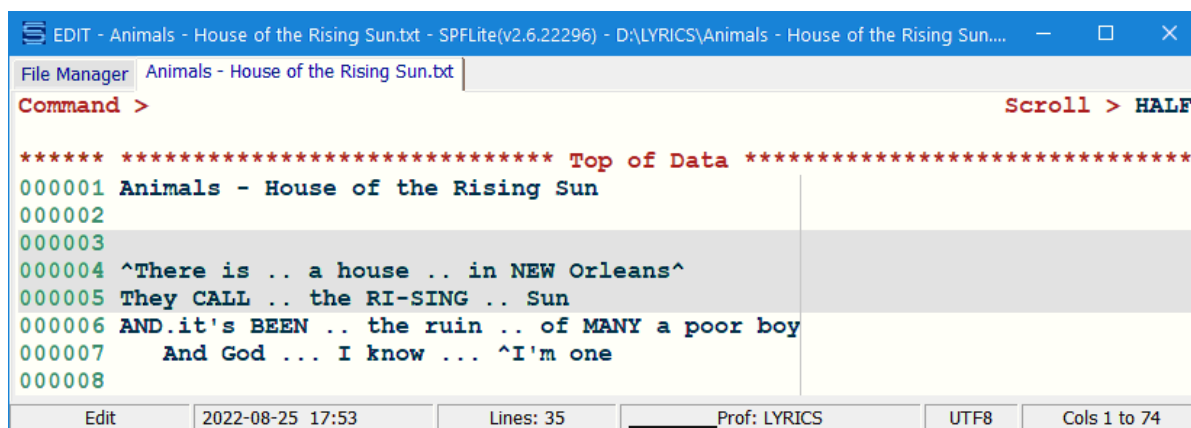 EDIT - Animals - House of the Rising Sun.txt - SPFLite(v2.6.22296) - D:\LYRICS\Animals - House of the Rising Sun....
File Manager Animals - House of the Rising Sun.txt
Command > Scroll > HALF
****** ****************************** Top of Data *******************************
000001 Animals - House of the Rising Sun
000002
000003
000004 ^There is .. a house .. in NEW Orleans^
000005 They CALL .. the RI-SING .. Sun
000006 AND.it's BEEN .. the ruin .. of MANY a poor boy
000007    And God ... I know ... ^I'm one
000008
Edit 2022-08-25 17:53 Lines: 35 Prof: LYRICS UTF8 Cols 1 to 74